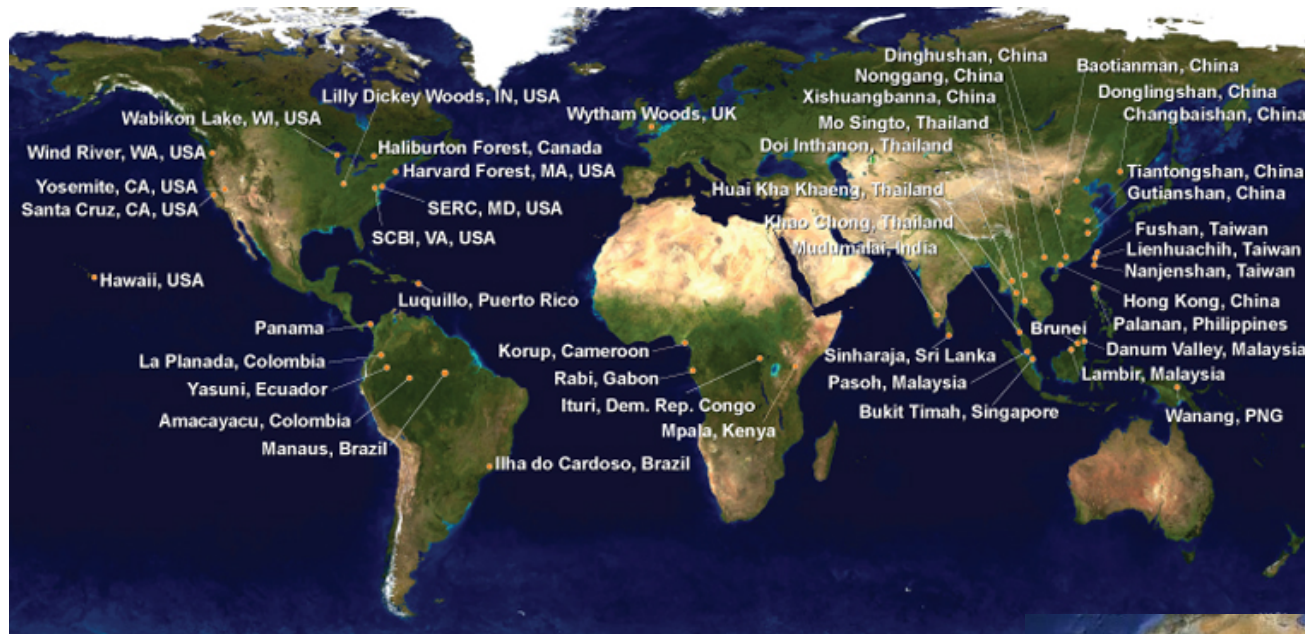 Dinghushan, China
Nonggang, China
Xishuangbanna, China
Mo Singto, Thailand
Doi Inthanon, Thailand
Huai Kha Khaeng, Thailand
Khao Chong, Thailand
Mudumalai, India
Baotianman, China
Donglingshan, China
Changbaishan, China
Tiantongshan, China
Gutianshan, China
Fushan, Taiwan
Lienhuachih, Taiwan
Nanjenshan, Taiwan
Hong Kong, China
Palanan, Philippines
Brunei
Danum Valley, Malaysia
Lambir, Malaysia
Wanang, PNG
Sinharaja, Sri Lanka
Pasoh, Malaysia
Bukit Timah, Singapore
Wytham Woods, UK
Korup, Cameroon
Rabi, Gabon
Ituri, Dem. Rep. Congo
Mpala, Kenya
Lilly Dickey Woods, IN, USA
Wabikon Lake, WI, USA
Wind River, WA, USA
Haliburton Forest, Canada
Harvard Forest, MA, USA
Yosemite, CA, USA
Santa Cruz, CA, USA
SERC, MD, USA
SCBI, VA, USA
Hawaii, USA
Luquillo, Puerto Rico
Panama
La Planada, Colombia
Yasuni, Ecuador
Amacayacu, Colombia
Manaus, Brazil
Ilha do Cardoso, Brazil